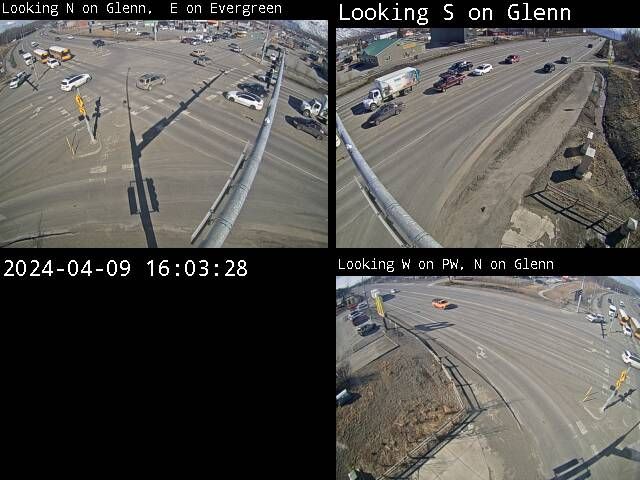 Looking N on Glenn, E on Evergreen
Looking S on Glenn
2024-04-09 16:03:28
Looking W on PW, N on Glenn